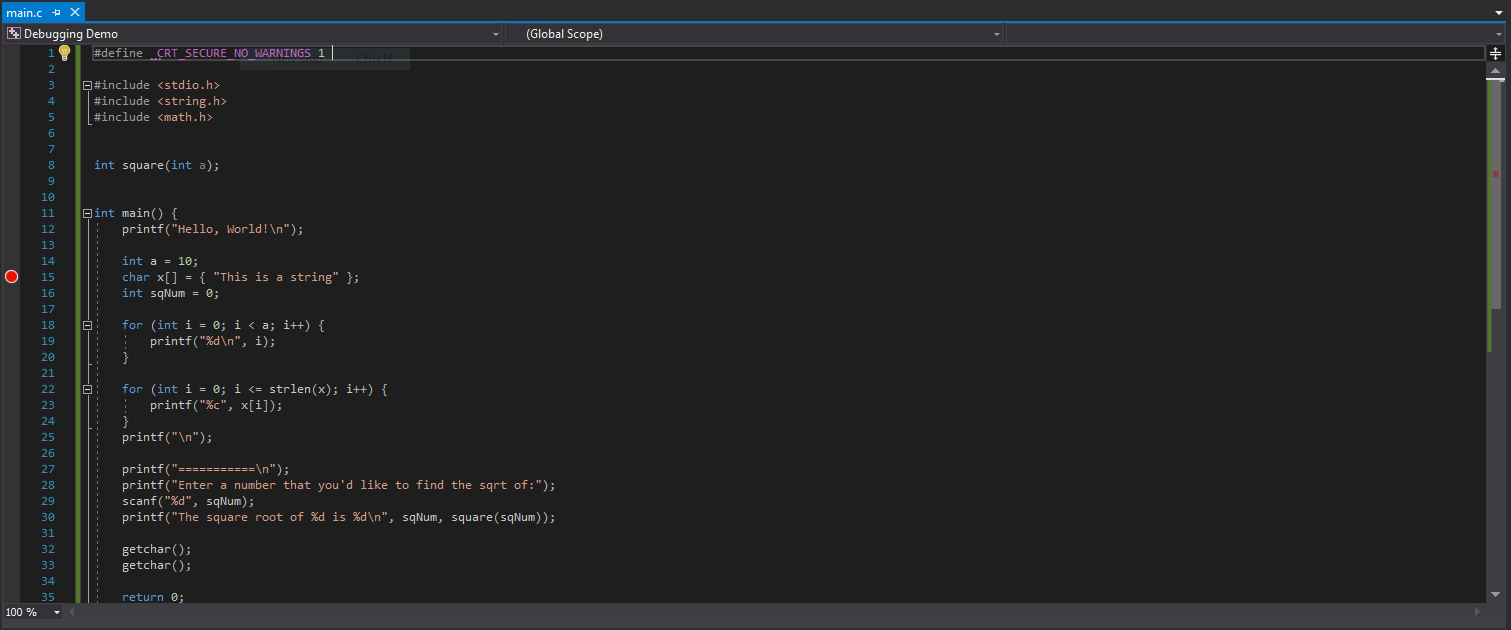 main.c
Debugging Demo (Global Scope)
1 #define _CRT_SECURE_NO_WARNINGS 1
2
3 #include <stdio.h>
4 #include <string.h>
5 #include <math.h>
6
7
8 int square(int a);
9
10
11 int main() {
12 printf("Hello, World!\n");
13
14 int a = 10;
15 char x[] = { "This is a string" };
16 int sqNum = 0;
17
18 for (int i = 0; i < a; i++) {
19 printf("%d\n", i);
20 }
21
22 for (int i = 0; i <= strlen(x); i++) {
23 printf("%c", x[i]);
24 }
25 printf("\n");
26
27 printf("===========\n");
28 printf("Enter a number that you'd like to find the sqrt of:");
29 scanf("%d", sqNum);
30 printf("The square root of %d is %d\n", sqNum, square(sqNum));
31
32 getchar();
33 getchar();
34
35 return 0;
100 %